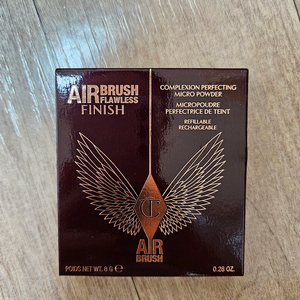 AIRBRUSH
FLAWLESS
FINISH
COMPLEXION PERFECTING
MICRO POWDER
MICROPOUDRE
PERFECTRICE DE TEINT
REFILLABLE
RECHARGEABLE
CT
AIR
BRUSH
POIDS NET WT. 8 G ℮
0.28 OZ.